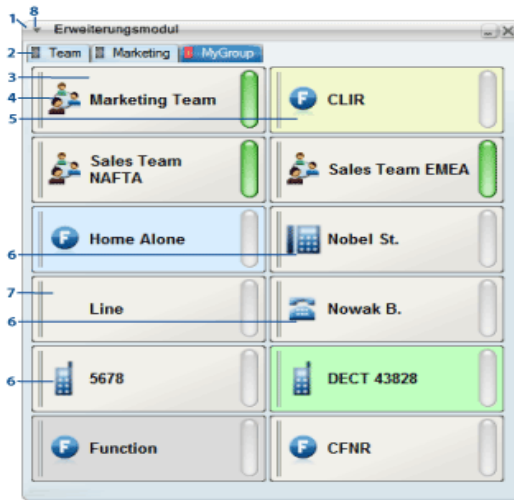 8
1 Erweiterungsmodul
2 Team Marketing MyGroup
3
4 Marketing Team F CLIR
5
Sales Team
NAFTA
Sales Team EMEA
F Home Alone Nobel St.
6
7
Line Nowak B.
6
6 5678 DECT 43828
F Function F CFNR